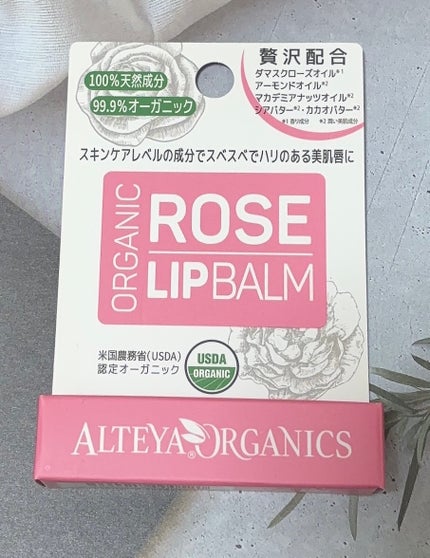 100%天然成分
99.9%オーガニック
贅沢配合
ダマスクローズオイル*1
アーモンドオイル*2
マカデミアナッツオイル*2
シアバター*2・カカオバター*2
*1 香り成分 *2 潤い美肌成分
スキンケアレベルの成分でスベスベでハリのある美肌唇に
ORGANIC
ROSE
LIPBALM
米国農務省(USDA)
認定オーガニック
USDA
ORGANIC
ALTEYA ORGANICS
®